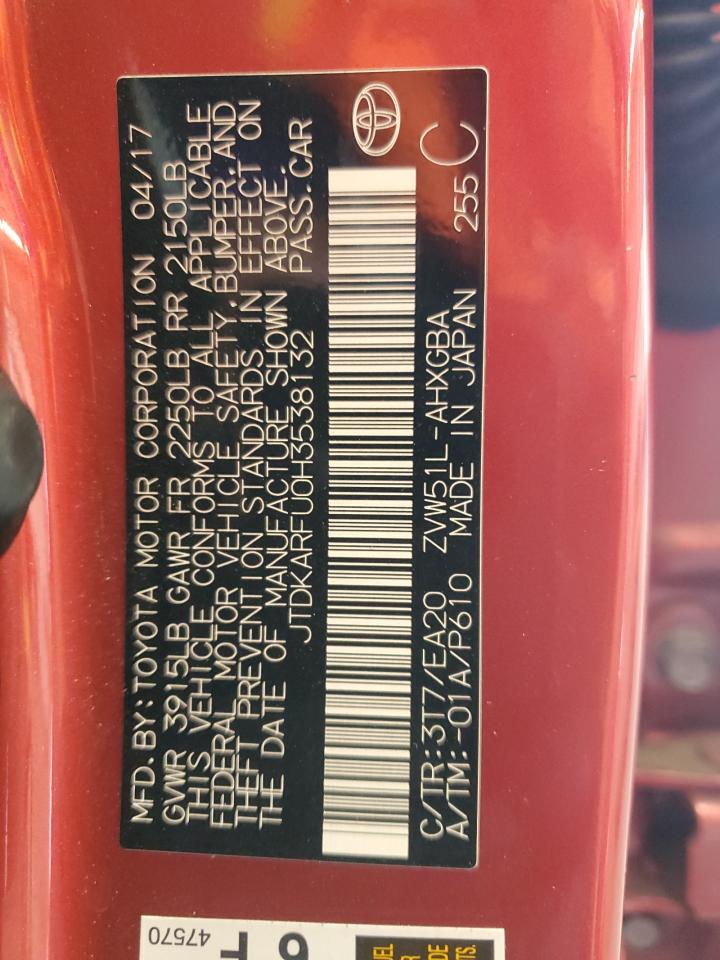 MFD. BY: TOYOTA MOTOR CORPORATION 04/17
GVWR 3915LB GAWR FR 2250LB RR 2150LB
THIS VEHICLE CONFORMS TO ALL APPLICABLE
FEDERAL MOTOR VEHICLE SAFETY, BUMPER, AND
THEFT PREVENTION STANDARDS IN EFFECT ON
THE DATE OF MANUFACTURE SHOWN ABOVE.
JTDKARFU0H3538132 PASS. CAR
C/TR: 3T7/EA20 ZVW51L-AHXGBA
A/TM: -01A/P610 MADE IN JAPAN 255 C
47570